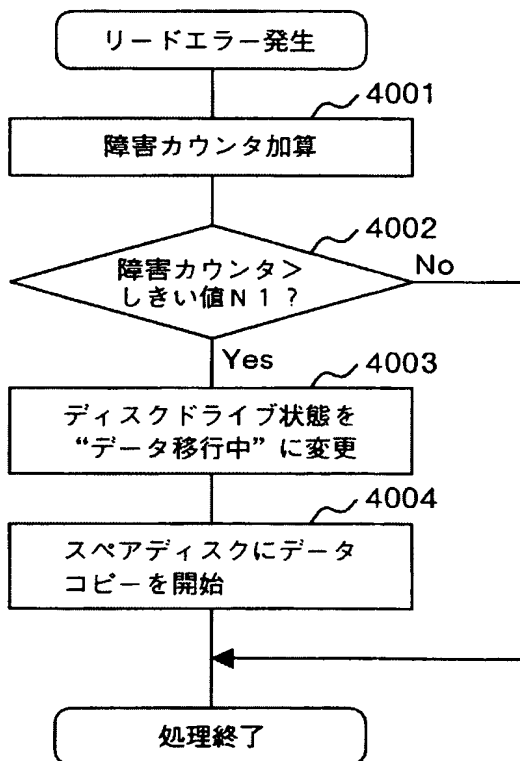 リードエラー発生
4001
障害カウンタ加算
4002
障害カウンタ＞
しきい値Ｎ１？
No
Yes
4003
ディスクドライブ状態を
“データ移行中”に変更
4004
スペアディスクにデータ
コピーを開始
処理終了